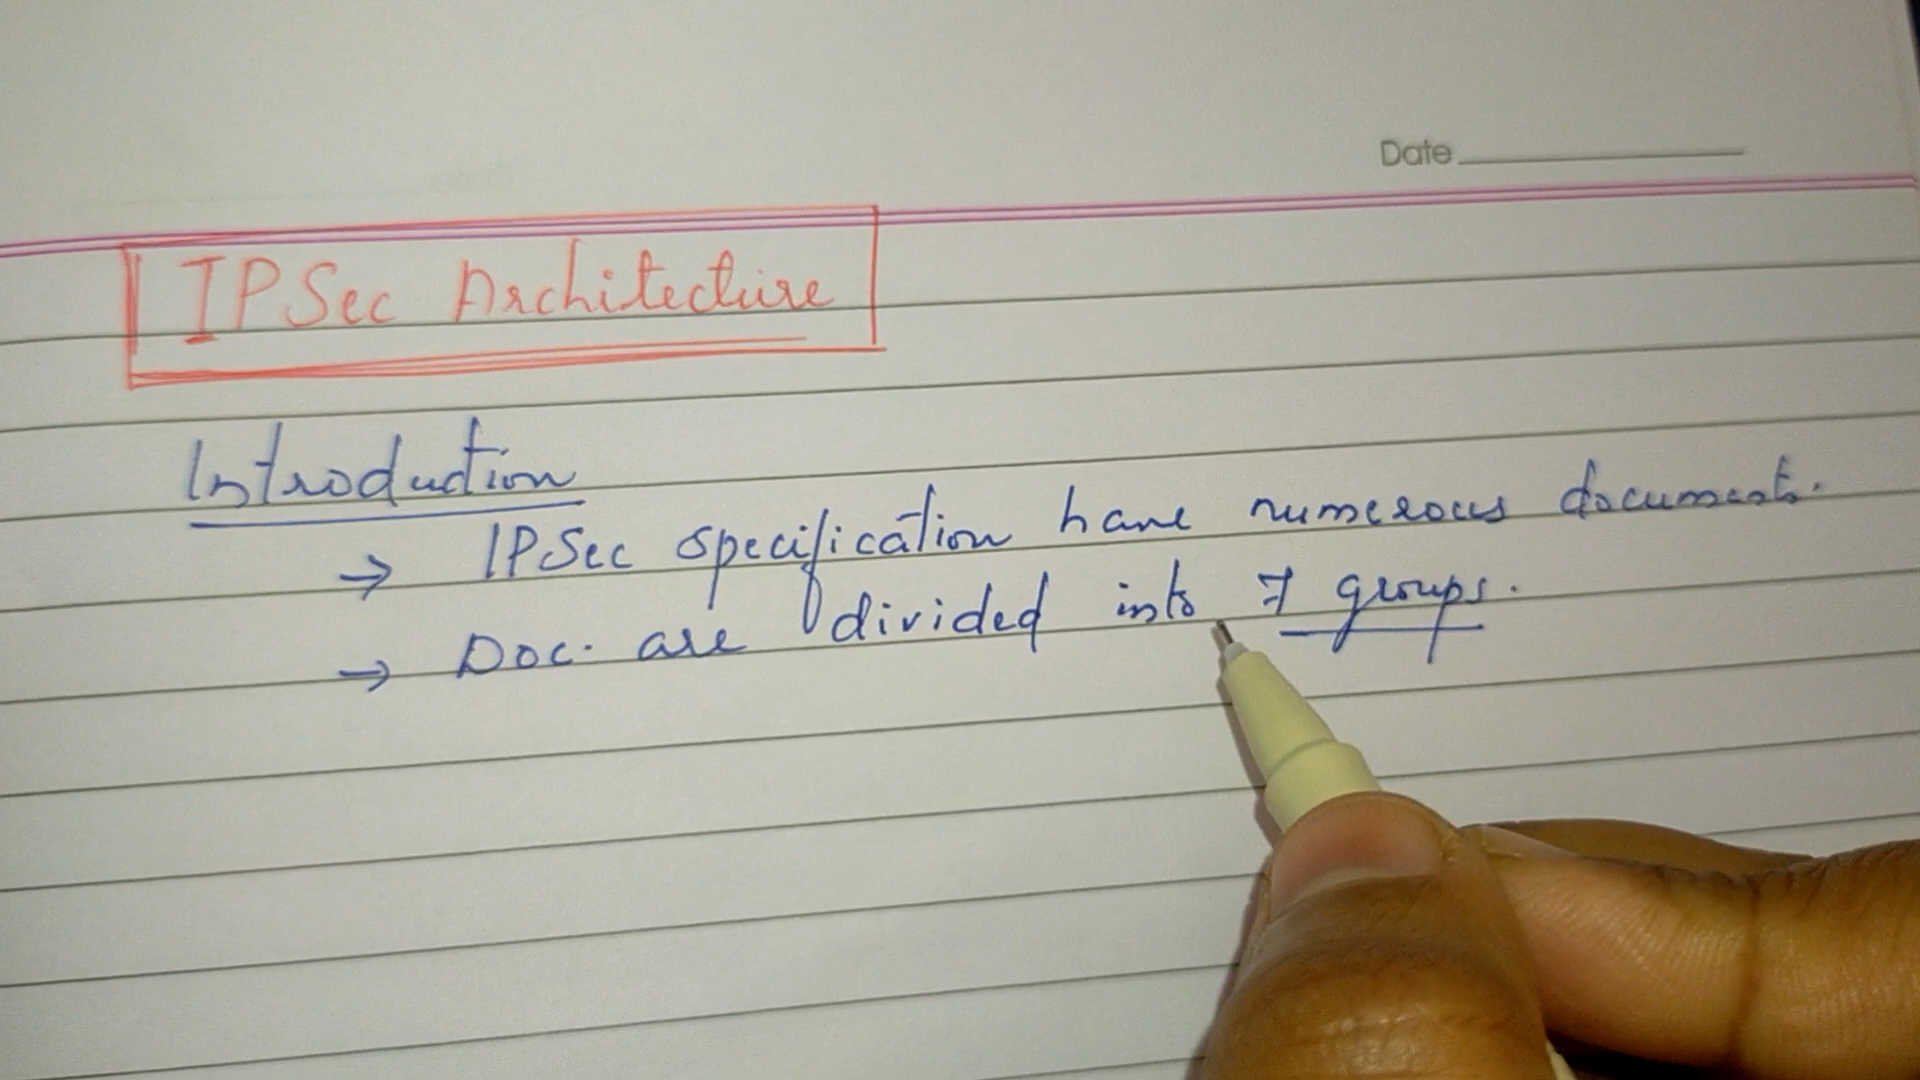 Date
IPSec Architecture
Introduction
→ IPSec specification have numerous documents.
→ Doc. are divided into 7 groups.